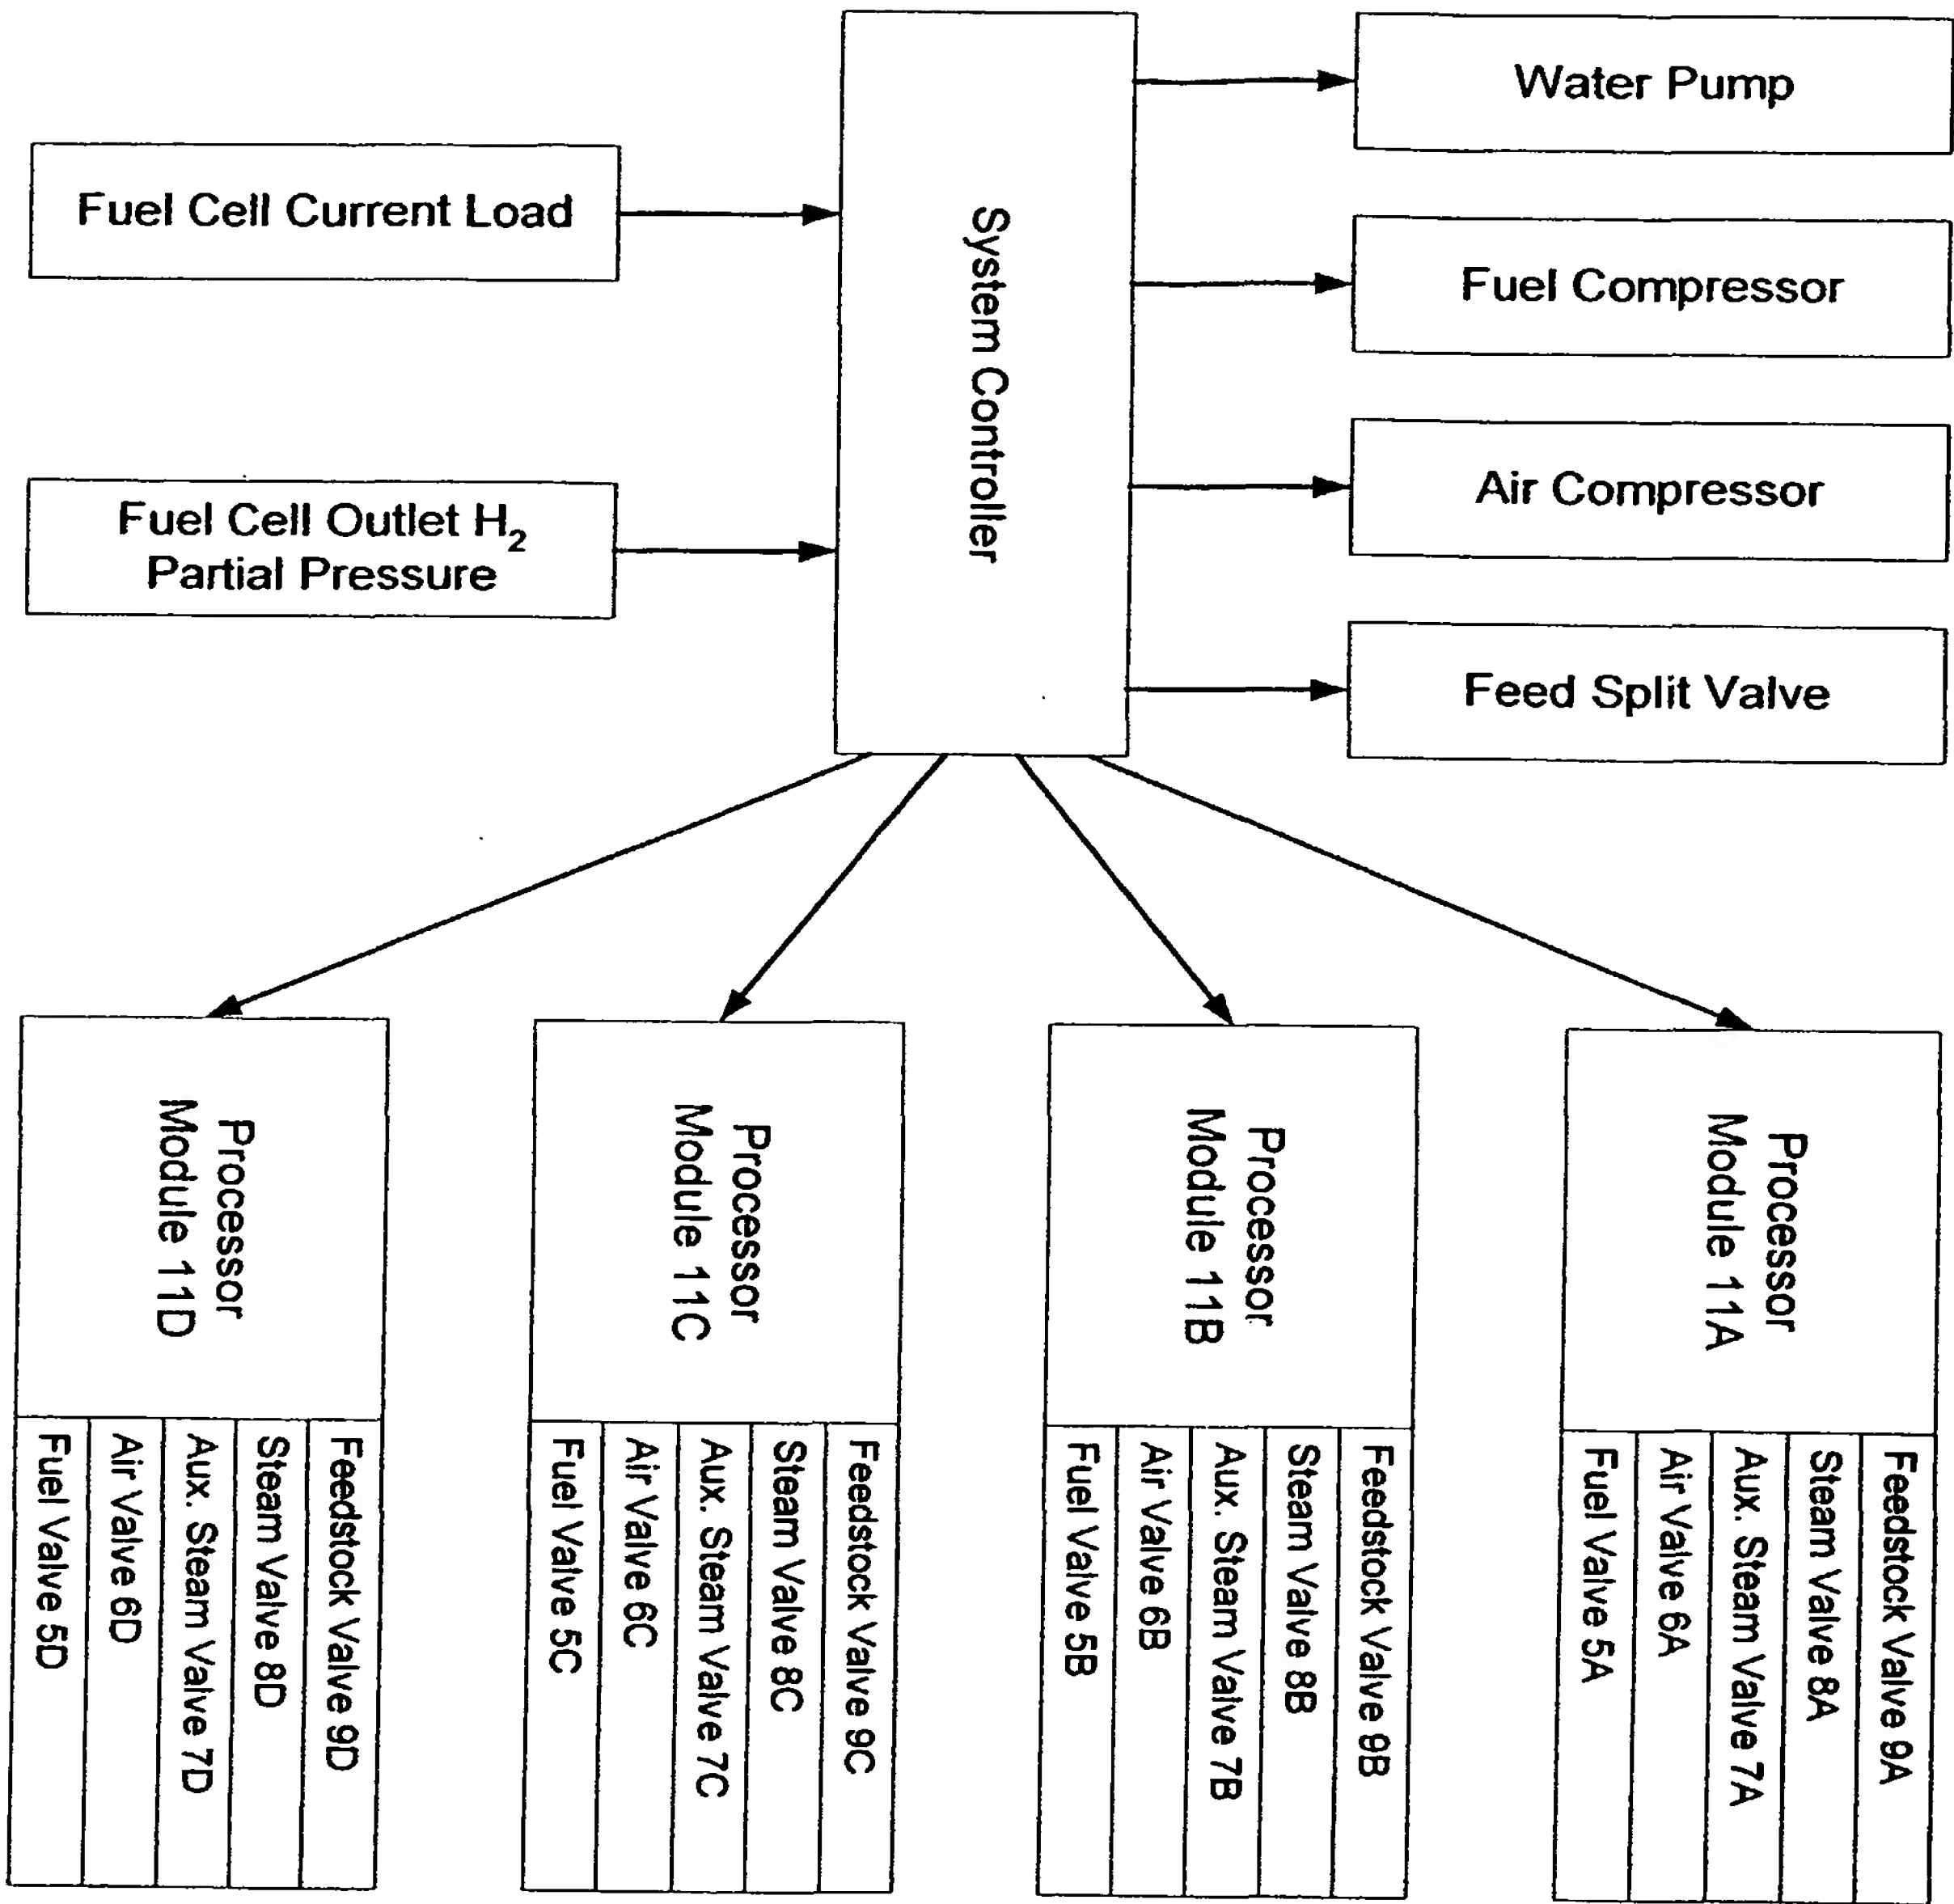 Fuel Cell Current Load
Fuel Cell Outlet H₂
Partial Pressure
System Controller
Water Pump
Fuel Compressor
Air Compressor
Feed Split Valve
Processor
Module 11D
Feedstock Valve 9D
Steam Valve 8D
Aux. Steam Valve 7D
Air Valve 6D
Fuel Valve 5D
Processor
Module 11C
Feedstock Valve 9C
Steam Valve 8C
Aux. Steam Valve 7C
Air Valve 6C
Fuel Valve 5C
Processor
Module 11B
Feedstock Valve 9B
Steam Valve 8B
Aux. Steam Valve 7B
Air Valve 6B
Fuel Valve 5B
Processor
Module 11A
Feedstock Valve 9A
Steam Valve 8A
Aux. Steam Valve 7A
Air Valve 6A
Fuel Valve 5A